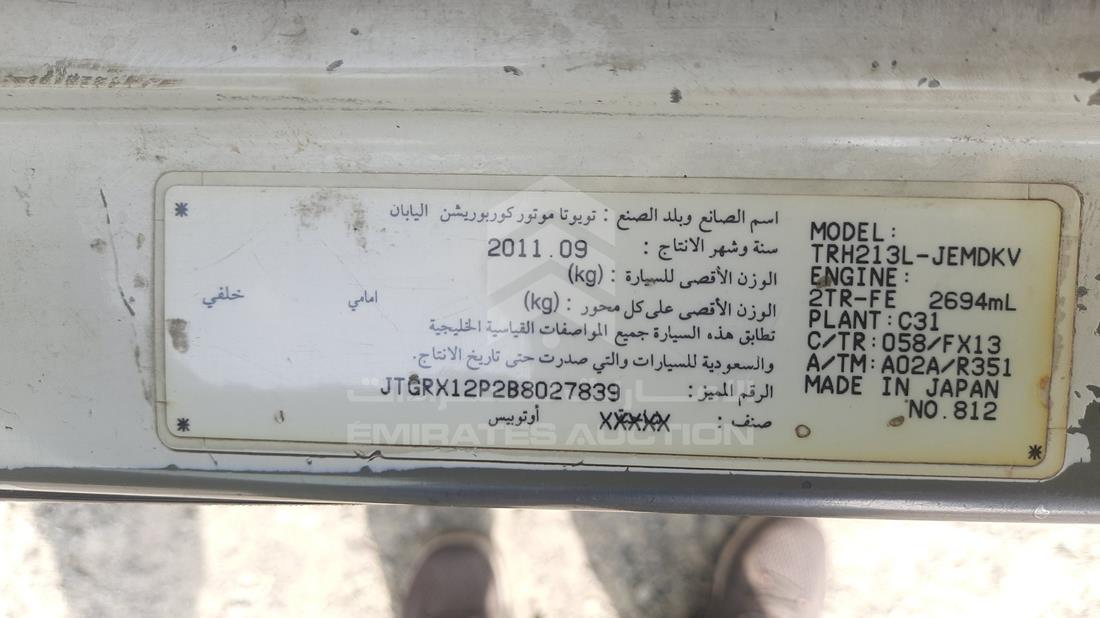 اسم الصانع وبلد الصنع : تويوتا موتور كوربوريشن اليابان
سنة وشهر الانتاج : 2011.09
الوزن الأقصى للسيارة : (kg)
الوزن الأقصى على كل محور : (kg) امامي خلفي
تطابق هذه السيارة جميع المواصفات القياسية الخليجية
والسعودية للسيارات والتي صدرت حتى تاريخ الانتاج.
الرقم المميز : JTGRX12P2B8027839
صنف : أوتوبيس
MODEL:
TRH213L-JEMDKV
ENGINE:
2TR-FE 2694mL
PLANT:C31
C/TR:058/FX13
A/TM:A02A/R351
MADE IN JAPAN
NO.812
EMIRATES AUCTION